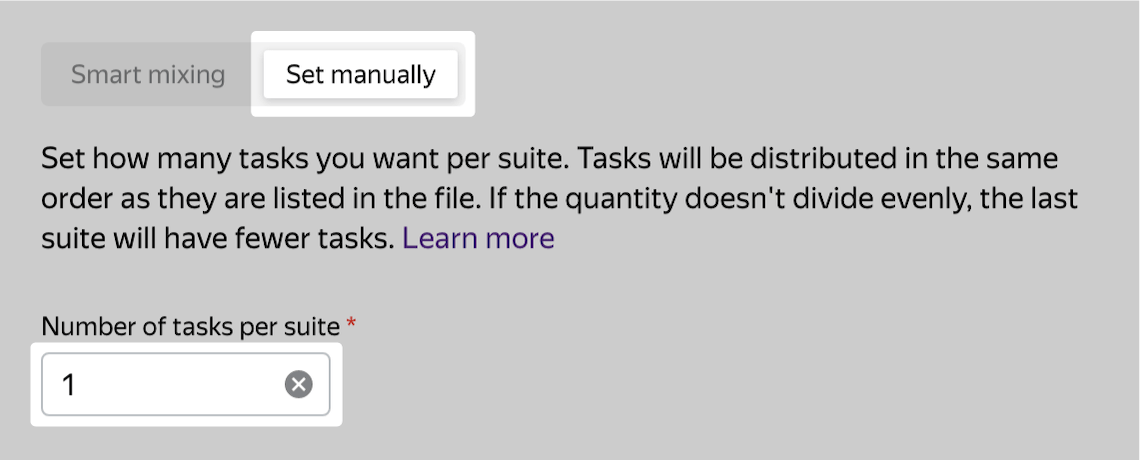 Smart mixing
Set manually
Set how many tasks you want per suite. Tasks will be distributed in the same
order as they are listed in the file. If the quantity doesn't divide evenly, the last
suite will have fewer tasks. Learn more
Number of tasks per suite *
1